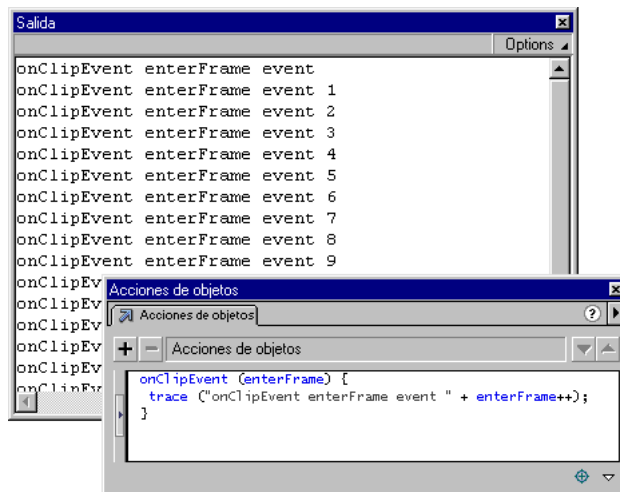 Salida
Options
onClipEvent enterFrame event
onClipEvent enterFrame event 1
onClipEvent enterFrame event 2
onClipEvent enterFrame event 3
onClipEvent enterFrame event 4
onClipEvent enterFrame event 5
onClipEvent enterFrame event 6
onClipEvent enterFrame event 7
onClipEvent enterFrame event 8
onClipEvent enterFrame event 9
onClipEv
onClipEv
onClipEv
onClipEv
onClipEv
onClipEv
Acciones de objetos
Acciones de objetos
Acciones de objetos
onClipEvent (enterFrame) {
trace ("onClipEvent enterFrame event " + enterFrame++);
}